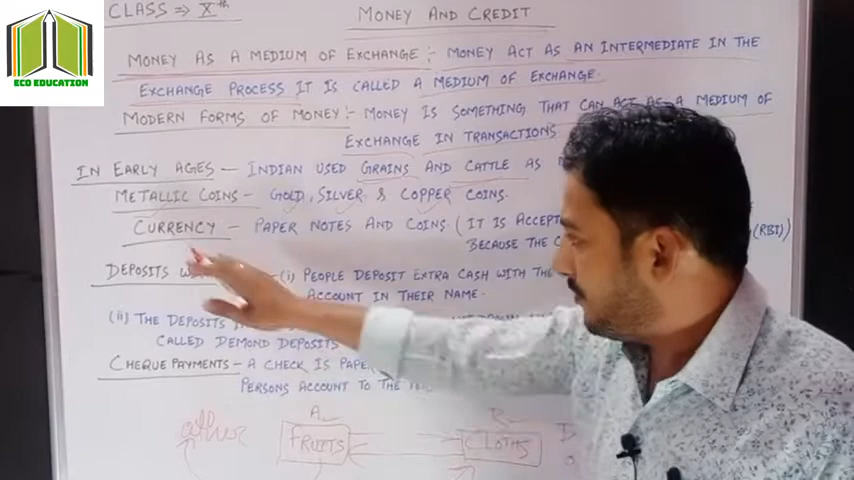 CLASS ⇒ Xth
MONEY AND CREDIT
ECO EDUCATION
MONEY AS A MEDIUM OF EXCHANGE :- MONEY ACT AS AN INTERMEDIATE IN THE
EXCHANGE PROCESS IT IS CALLED A MEDIUM OF EXCHANGE.
MODERN FORMS OF MONEY :- MONEY IS SOMETHING THAT CAN ACT AS A MEDIUM OF
EXCHANGE IN TRANSACTIONS
IN EARLY AGES - INDIAN USED GRAINS AND CATTLE AS
METALLIC COINS - GOLD, SILVER & COPPER COINS.
CURRENCY - PAPER NOTES AND COINS. (IT IS (RBI)
BECAUSE THE
DEPOSITS (i) PEOPLE DEPOSIT EXTRA CASH WITH THE
ACCOUNT IN THEIR NAME.
(ii) THE DEPOSITS
CALLED DEMOND DEPOSITS
CHEQUE PAYMENTS - A CHECK IS
PERSONS ACCOUNT TO THE
A B
FRUITS CLOTHS